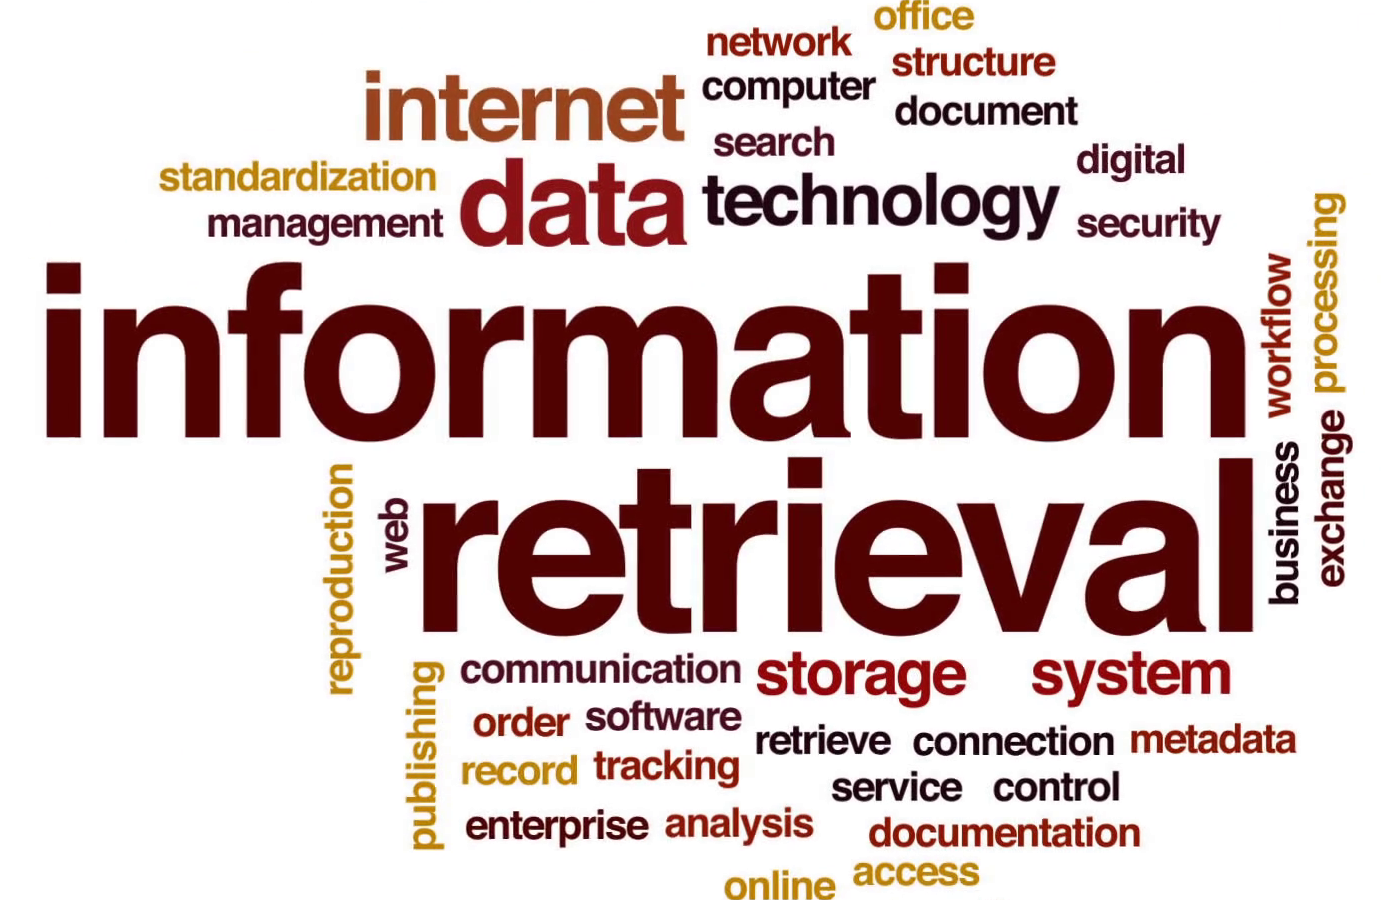 office
network
structure
computer
internet
document
search
digital
standardization
data
technology
management
security
processing
workflow
information
exchange
business
reproduction
web
retrieval
communication
storage
system
publishing
order
software
retrieve
connection
metadata
record
tracking
service
control
enterprise
analysis
documentation
access
online